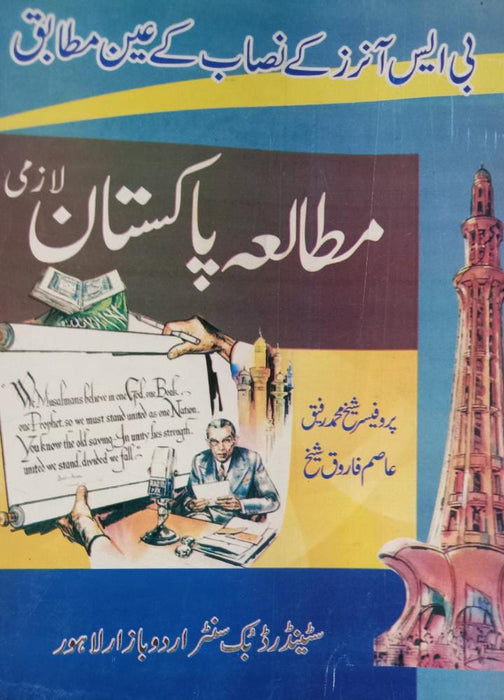 بی ایس آنرز کے نصاب کے عین مطابق
مطالعہ پاکستان لازمی
"We Musalmans believe in one God, one Book,
one Prophet, so we must stand united as one Nation.
You know the old saying: In unity lies strength,
united we stand, divided we fall."
پروفیسر شیخ محمد رفیق
عاصم فاروق شیخ
سٹینڈرڈ بک سنٹر اردو بازار لاہور